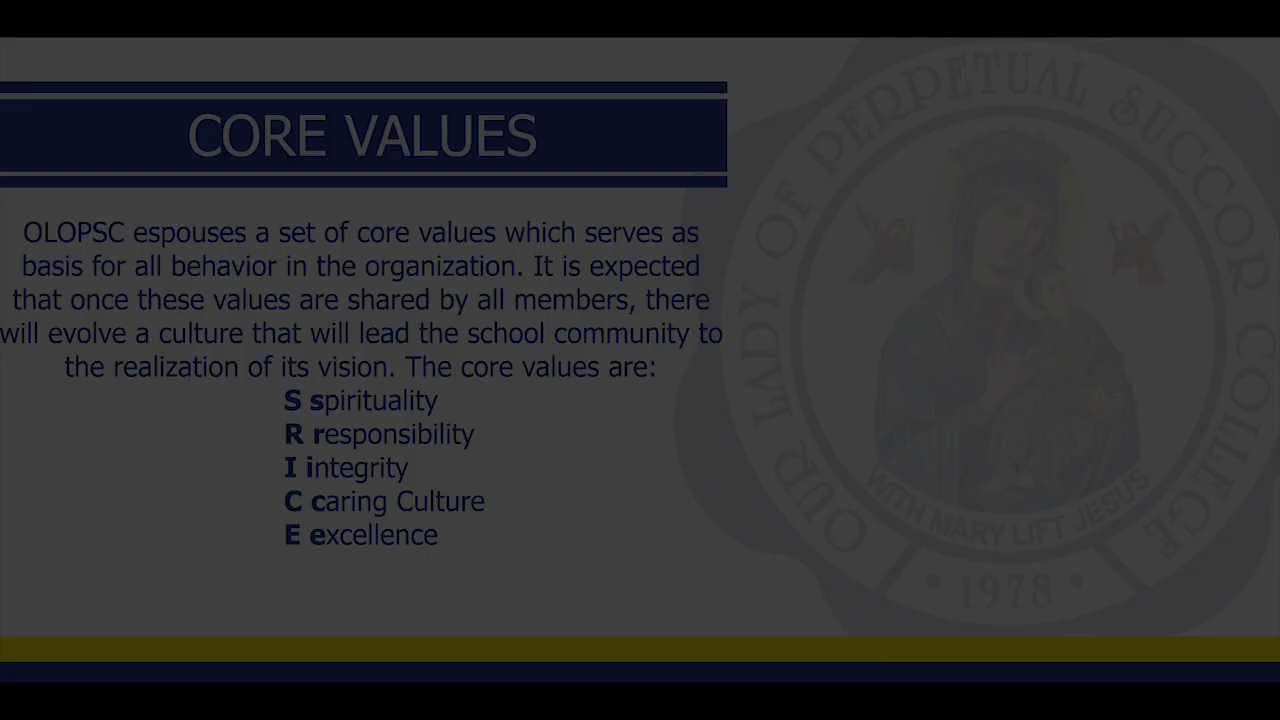 CORE VALUES
OLOPSC espouses a set of core values which serves as
basis for all behavior in the organization. It is expected
that once these values are shared by all members, there
will evolve a culture that will lead the school community to
the realization of its vision. The core values are:
S spirituality
R responsibility
I integrity
C caring Culture
E excellence
OUR LADY OF PERPETUAL SUCCOR COLLEGE
WITH MARY LIFT JESUS
• 1978 •